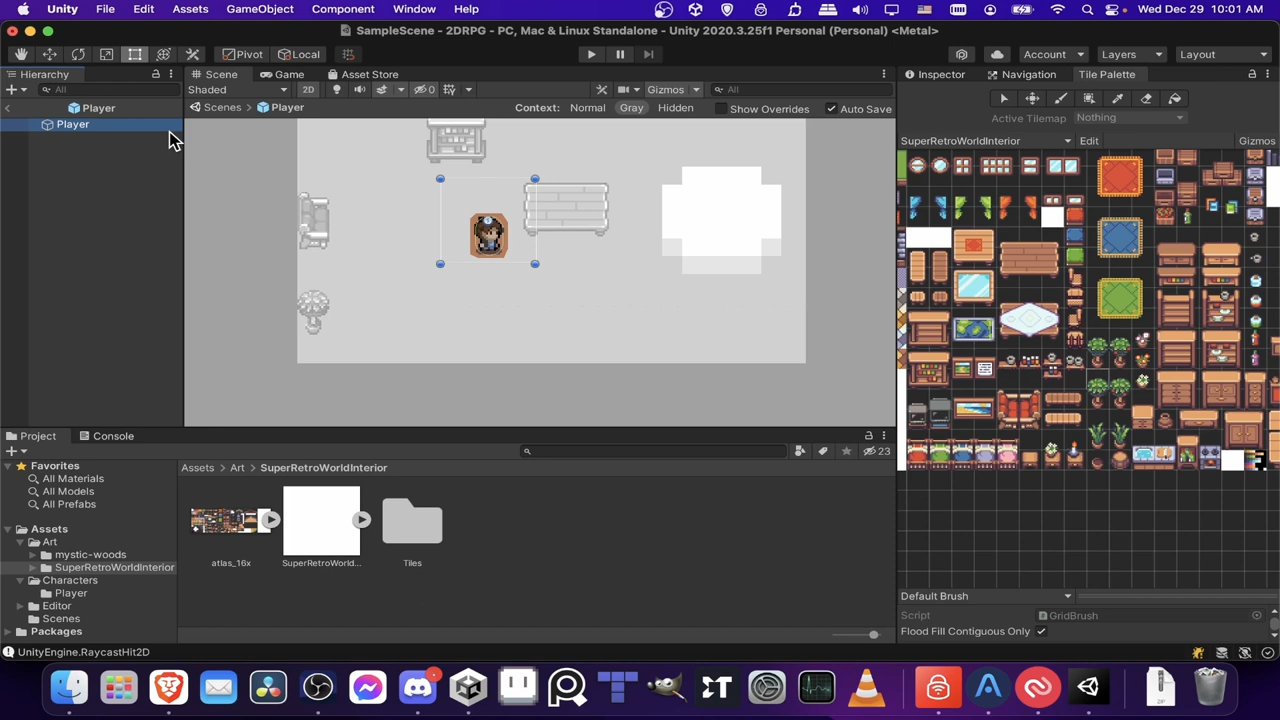 Unity File Edit Assets GameObject Component Window Help Wed Dec 29 10:01 AM
SampleScene - 2DRPG - PC, Mac & Linux Standalone - Unity 2020.3.25f1 Personal (Personal) <Metal>
Pivot Local Account Layers Layout
Hierarchy Scene Game Asset Store Inspector Navigation Tile Palette
All Shaded 2D 0 Gizmos All
Player Scenes Player Context: Normal Gray Hidden Show Overrides Auto Save
Active Tilemap Nothing
Player
SuperRetroWorldInterior Edit Gizmos
Project Console
23
Favorites
All Materials
All Models
All Prefabs
Assets
Art
mystic-woods
SuperRetroWorldInterior
Characters
Player
Editor
Scenes
Packages
Assets Art SuperRetroWorldInterior
atlas_16x SuperRetroWorld... Tiles
Default Brush
Script GridBrush
Flood Fill Contiguous Only
UnityEngine.RaycastHit2D